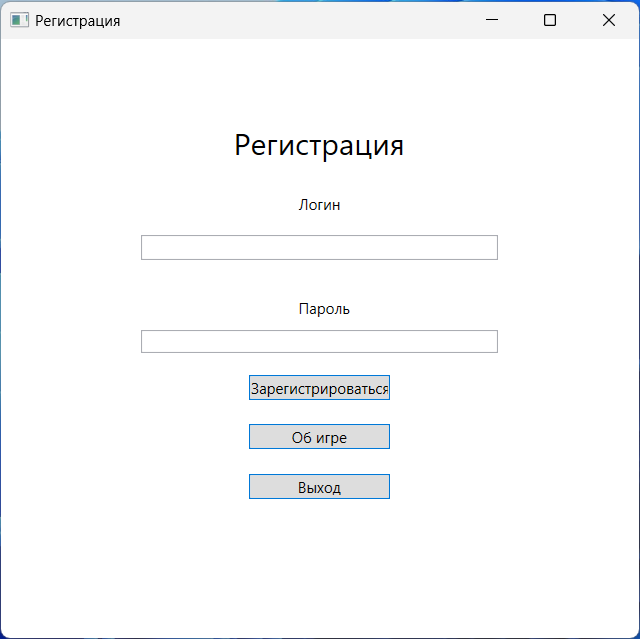 Регистрация
Регистрация
Логин
Пароль
Зарегистрироваться
Об игре
Выход